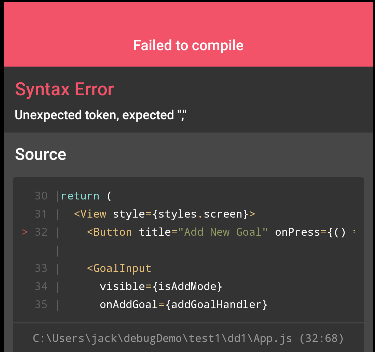 Failed to compile
Syntax Error
Unexpected token, expected ","
Source
30 |return (
31 |  <View style={styles.screen}>
> 32 |    <Button title="Add New Goal" onPress={() =
|
33 |    <GoalInput
34 |      visible={isAddMode}
35 |      onAddGoal={addGoalHandler}
C:\Users\jack\debugDemo\test1\dd1\App.js (32:68)